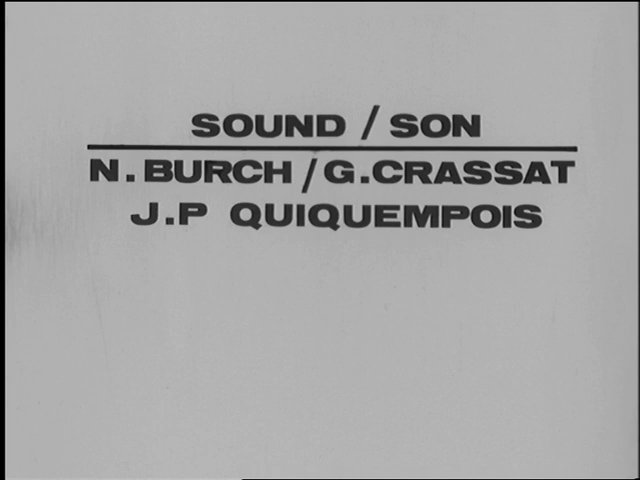 SOUND / SON
N. BURCH / G.CRASSAT
J.P QUIQUEMPOIS